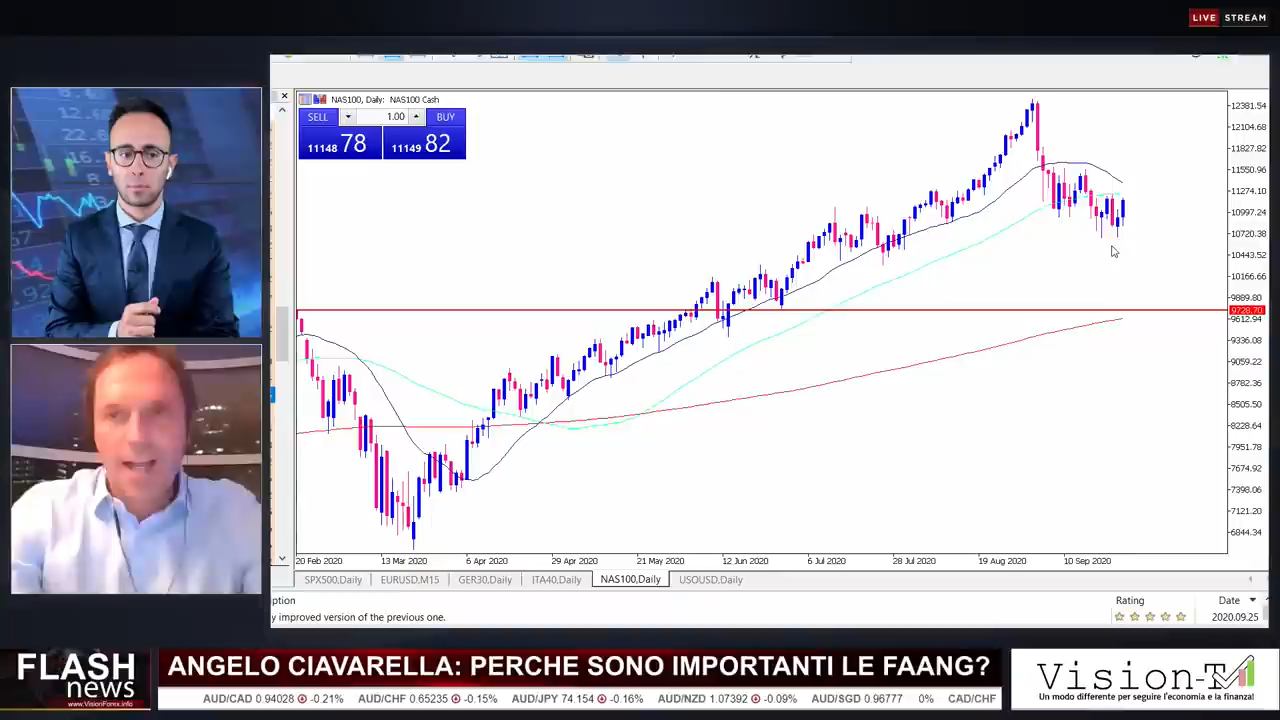 LIVE STREAM
NAS100, Daily: NAS100 Cash
SELL 1.00 BUY
11148 78 11149 82
12381.54
12104.68
11827.82
11550.96
11274.10
10997.24
10720.38
10443.52
10166.66
9889.80
9728.70
9612.94
9336.08
9059.22
8782.36
8505.50
8228.64
7951.78
7674.92
7398.06
7121.20
6844.34
20 Feb 2020 13 Mar 2020 6 Apr 2020 29 Apr 2020 21 May 2020 12 Jun 2020 6 Jul 2020 28 Jul 2020 19 Aug 2020 10 Sep 2020
SPX500,Daily EURUSD,M15 GER30,Daily ITA40,Daily NAS100,Daily USOUSD,Daily
ption Rating Date
y improved version of the previous one. 2020.09.25
FLASH
news
www.VisionForex.info
ANGELO CIAVARELLA: PERCHE SONO IMPORTANTI LE FAANG?
AUD/CAD 0.94028 -0.21% AUD/CHF 0.65235 -0.15% AUD/JPY 74.154 -0.16% AUD/NZD 1.07392 -0.09% AUD/SGD 0.96777 0% CAD/CHF
Vision-T
Un modo differente per seguire l'economia e la finanza!